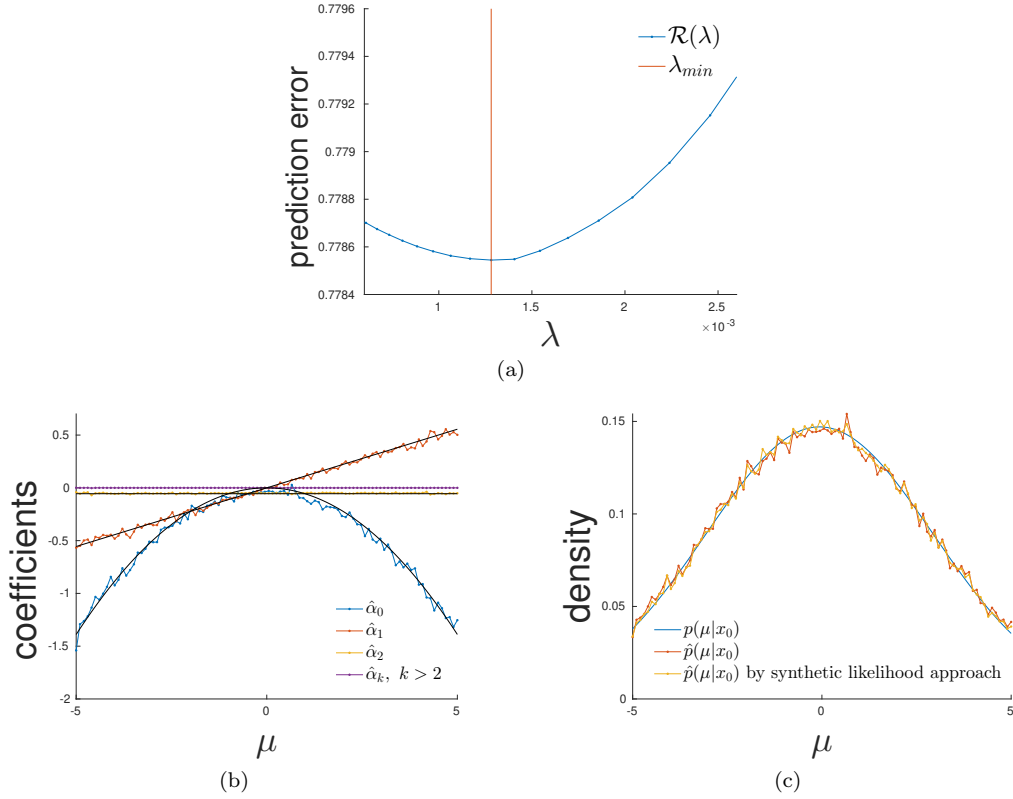 0.7796
0.7794
0.7792
0.779
0.7788
0.7786
0.7784
prediction error
R(λ)
λ_min
1 1.5 2 2.5
×10^-3
λ
(a)
0.5
0
-0.5
-1
-1.5
-2
coefficients
α̂_0
α̂_1
α̂_2
α̂_k, k > 2
-5 0 5
μ
(b)
0.15
0.1
0.05
0
density
p(μ|x_0)
p̂(μ|x_0)
p̂(μ|x_0) by synthetic likelihood approach
-5 0 5
μ
(c)